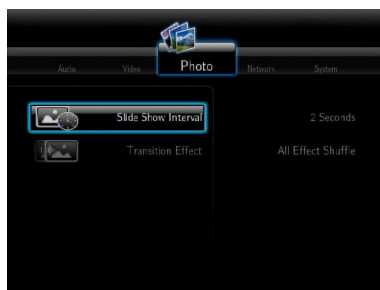 Audio Video Photo Network System
Slide Show Interval 2 Seconds
Transition Effect All Effect Shuffle